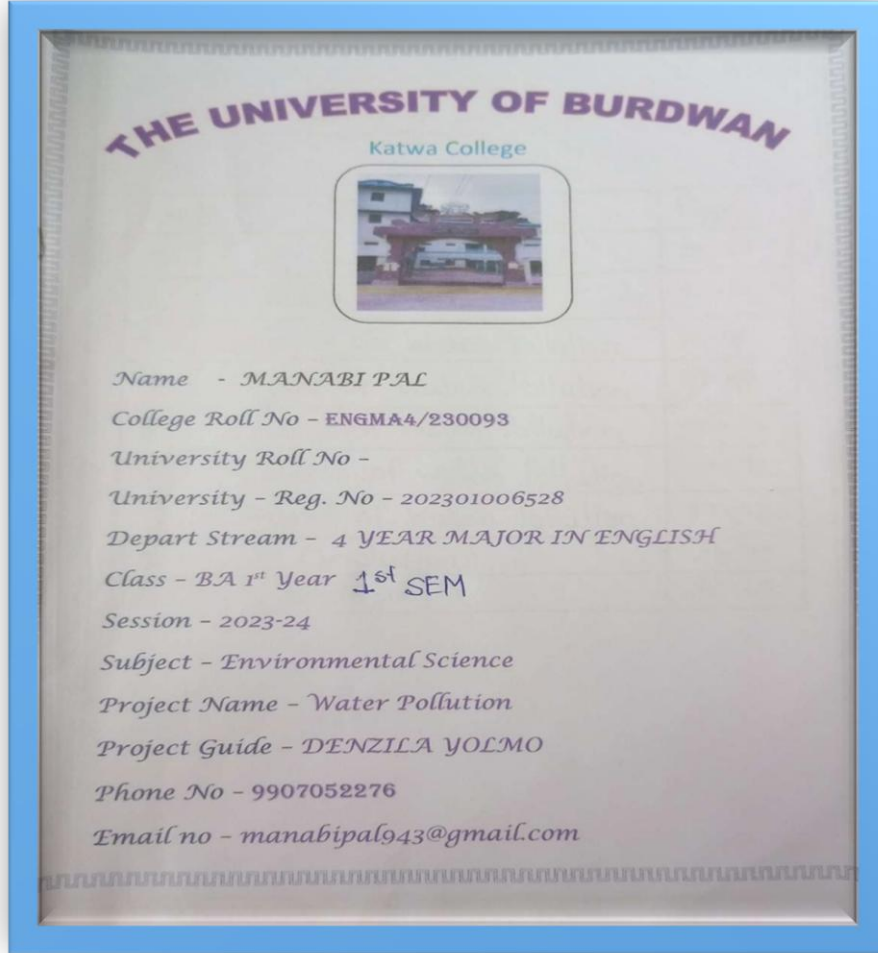 THE UNIVERSITY OF BURDWAN
Katwa College
Name - MANABI PAL
College Roll No – ENGMA4/230093
University Roll No –
University – Reg. No – 202301006528
Depart Stream – 4 YEAR MAJOR IN ENGLISH
Class – BA 1st Year 1st SEM
Session – 2023-24
Subject – Environmental Science
Project Name – Water Pollution
Project Guide – DENZILA YOLMO
Phone No – 9907052276
Email no – manabipal943@gmail.com